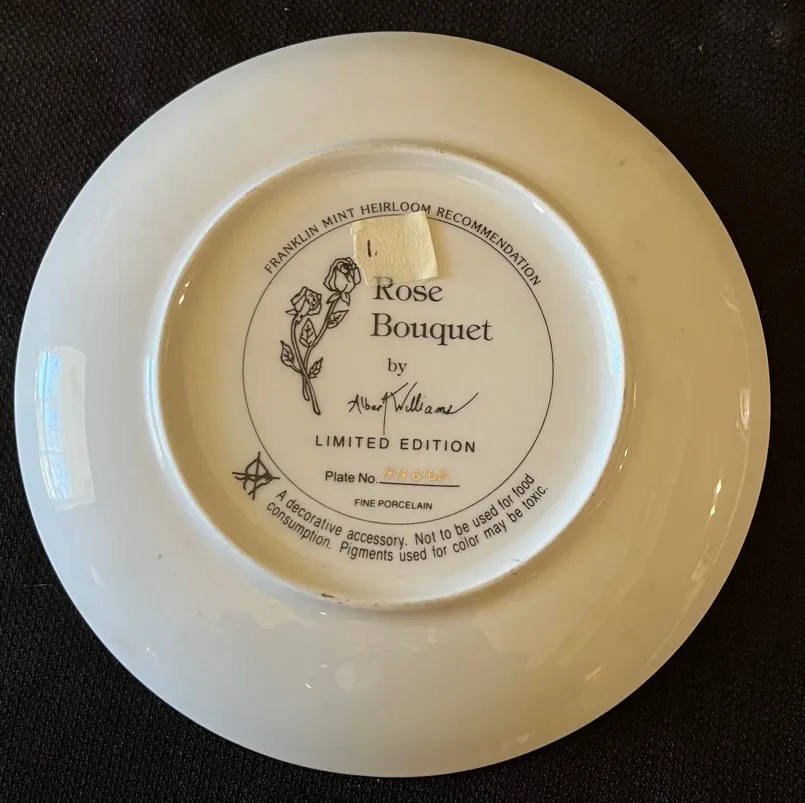 FRANKLIN MINT HEIRLOOM RECOMMENDATION
1.
Rose
Bouquet
by
Albert Williams
LIMITED EDITION
Plate No.
FINE PORCELAIN
A decorative accessory. Not to be used for food
consumption. Pigments used for color may be toxic.